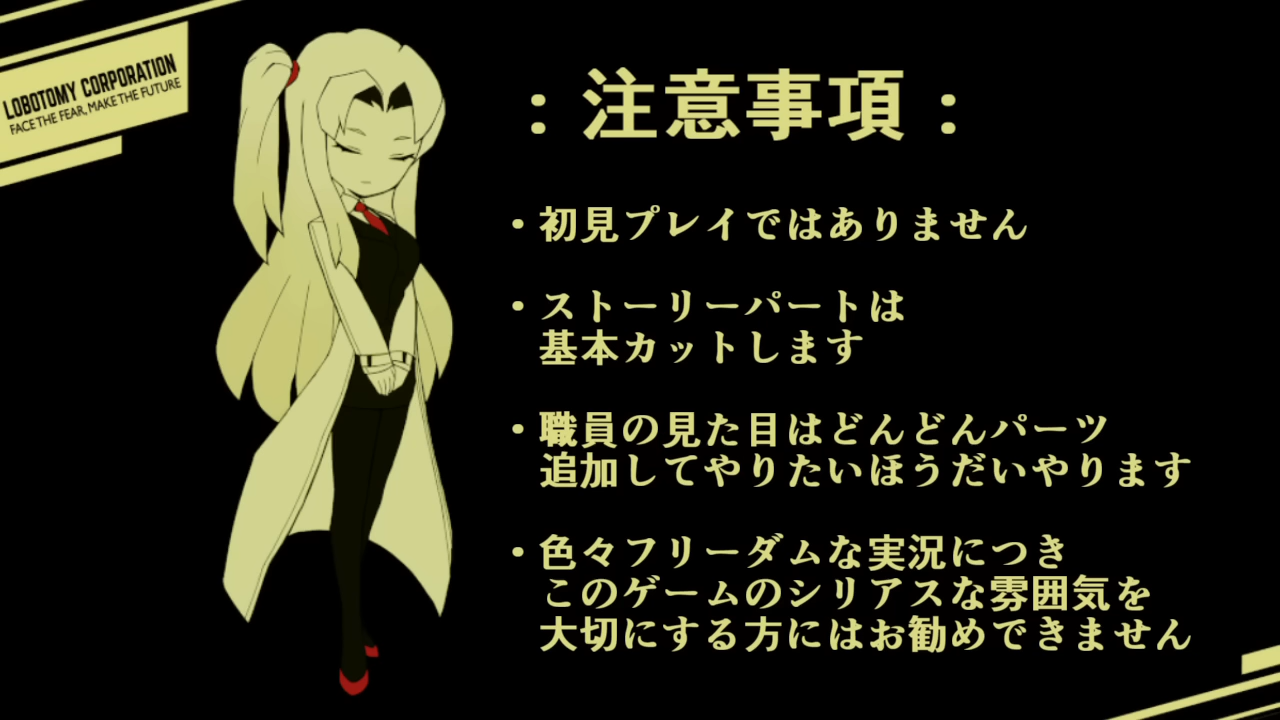 LOBOTOMY CORPORATION
FACE THE FEAR, MAKE THE FUTURE
：注意事項：
・初見プレイではありません
・ストーリーパートは
基本カットします
・職員の見た目はどんどんパーツ
追加してやりたいほうだいやります
・色々フリーダムな実況につき
このゲームのシリアスな雰囲気を
大切にする方にはお勧めできません